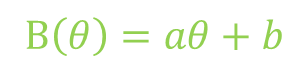 B(θ) = aθ + b